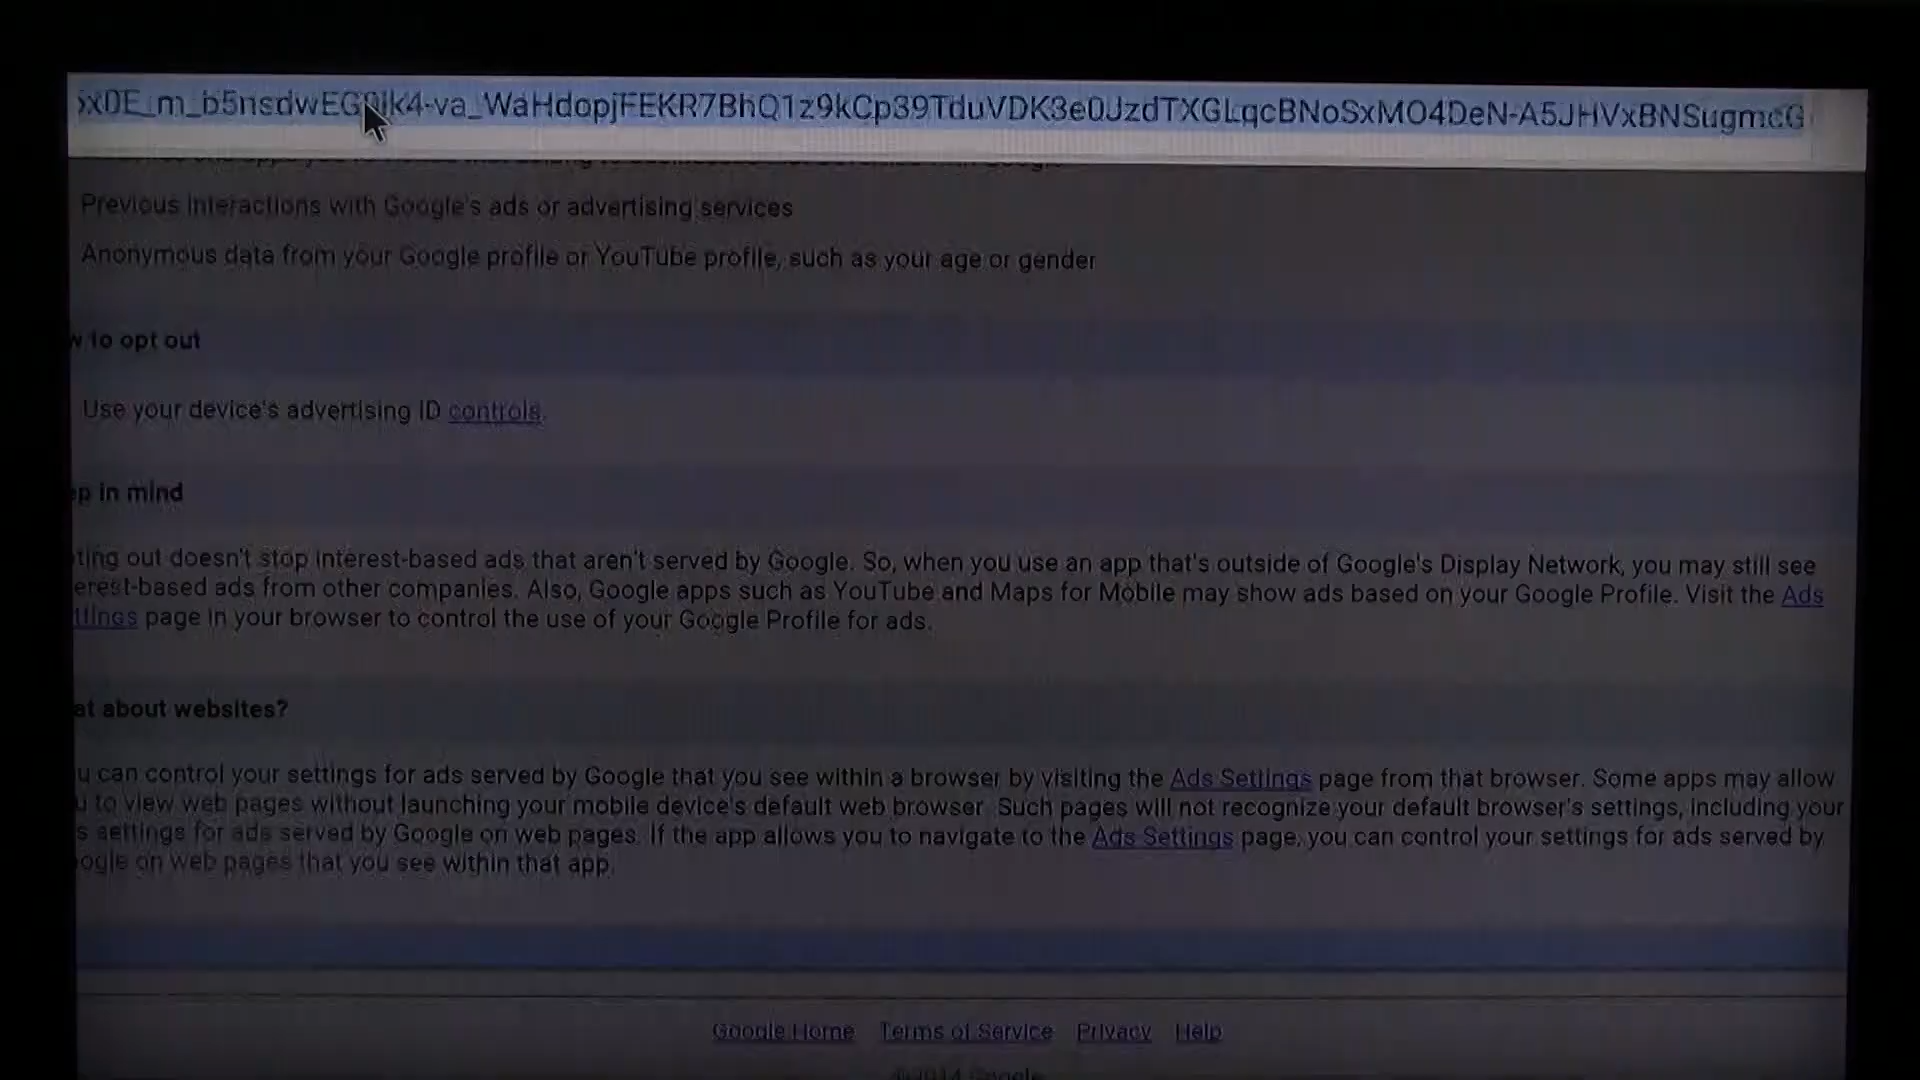 Previous interactions with Google's ads or advertising services
Anonymous data from your Google profile or YouTube profile, such as your age or gender
w to opt out
Use your device's advertising ID controls.
ep in mind
ting out doesn't stop interest-based ads that aren't served by Google. So, when you use an app that's outside of Google's Display Network, you may still see
erest-based ads from other companies. Also, Google apps such as YouTube and Maps for Mobile may show ads based on your Google Profile. Visit the Ads
ttings page in your browser to control the use of your Google Profile for ads.
at about websites?
u can control your settings for ads served by Google that you see within a browser by visiting the Ads Settings page from that browser. Some apps may allow
u to view web pages without launching your mobile device's default web browser. Such pages will not recognize your default browser's settings, including your
s settings for ads served by Google on web pages. If the app allows you to navigate to the Ads Settings page, you can control your settings for ads served by
ogle on web pages that you see within that app.
Google Home Terms of Service Privacy Help
©2014 Google